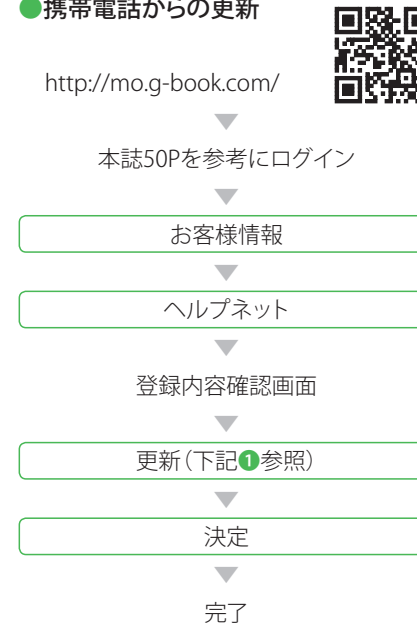 ●携帯電話からの更新
http://mo.g-book.com/
本誌50Pを参考にログイン
お客様情報
ヘルプネット
登録内容確認画面
更新（下記❶参照）
決定
完了